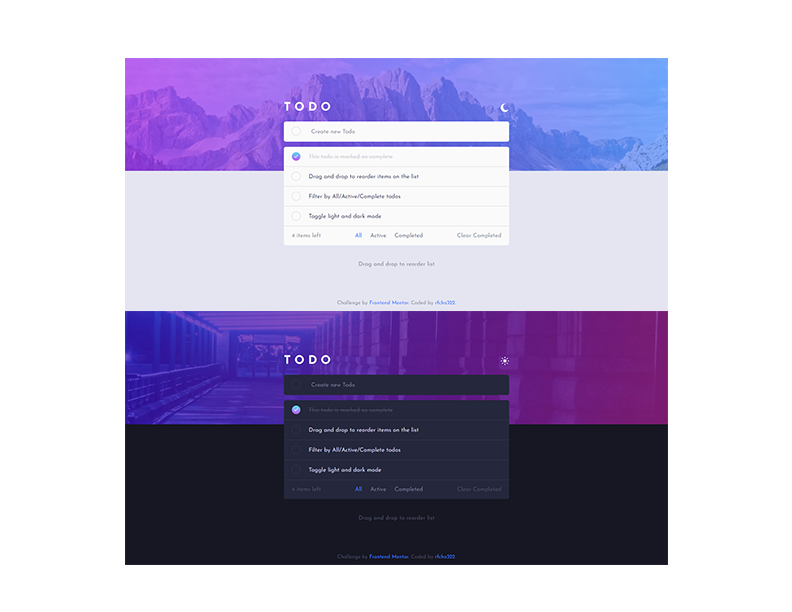 TODO
Create new Todo
This todo is marked as complete
Drag and drop to reorder items on the list
Filter by All/Active/Complete todos
Toggle light and dark mode
4 items left All Active Completed Clear Completed
Drag and drop to reorder list
Challenge by Frontend Mentor. Coded by rfchs322.
TODO
Create new Todo
This todo is marked as complete
Drag and drop to reorder items on the list
Filter by All/Active/Complete todos
Toggle light and dark mode
4 items left All Active Completed Clear Completed
Drag and drop to reorder list
Challenge by Frontend Mentor. Coded by